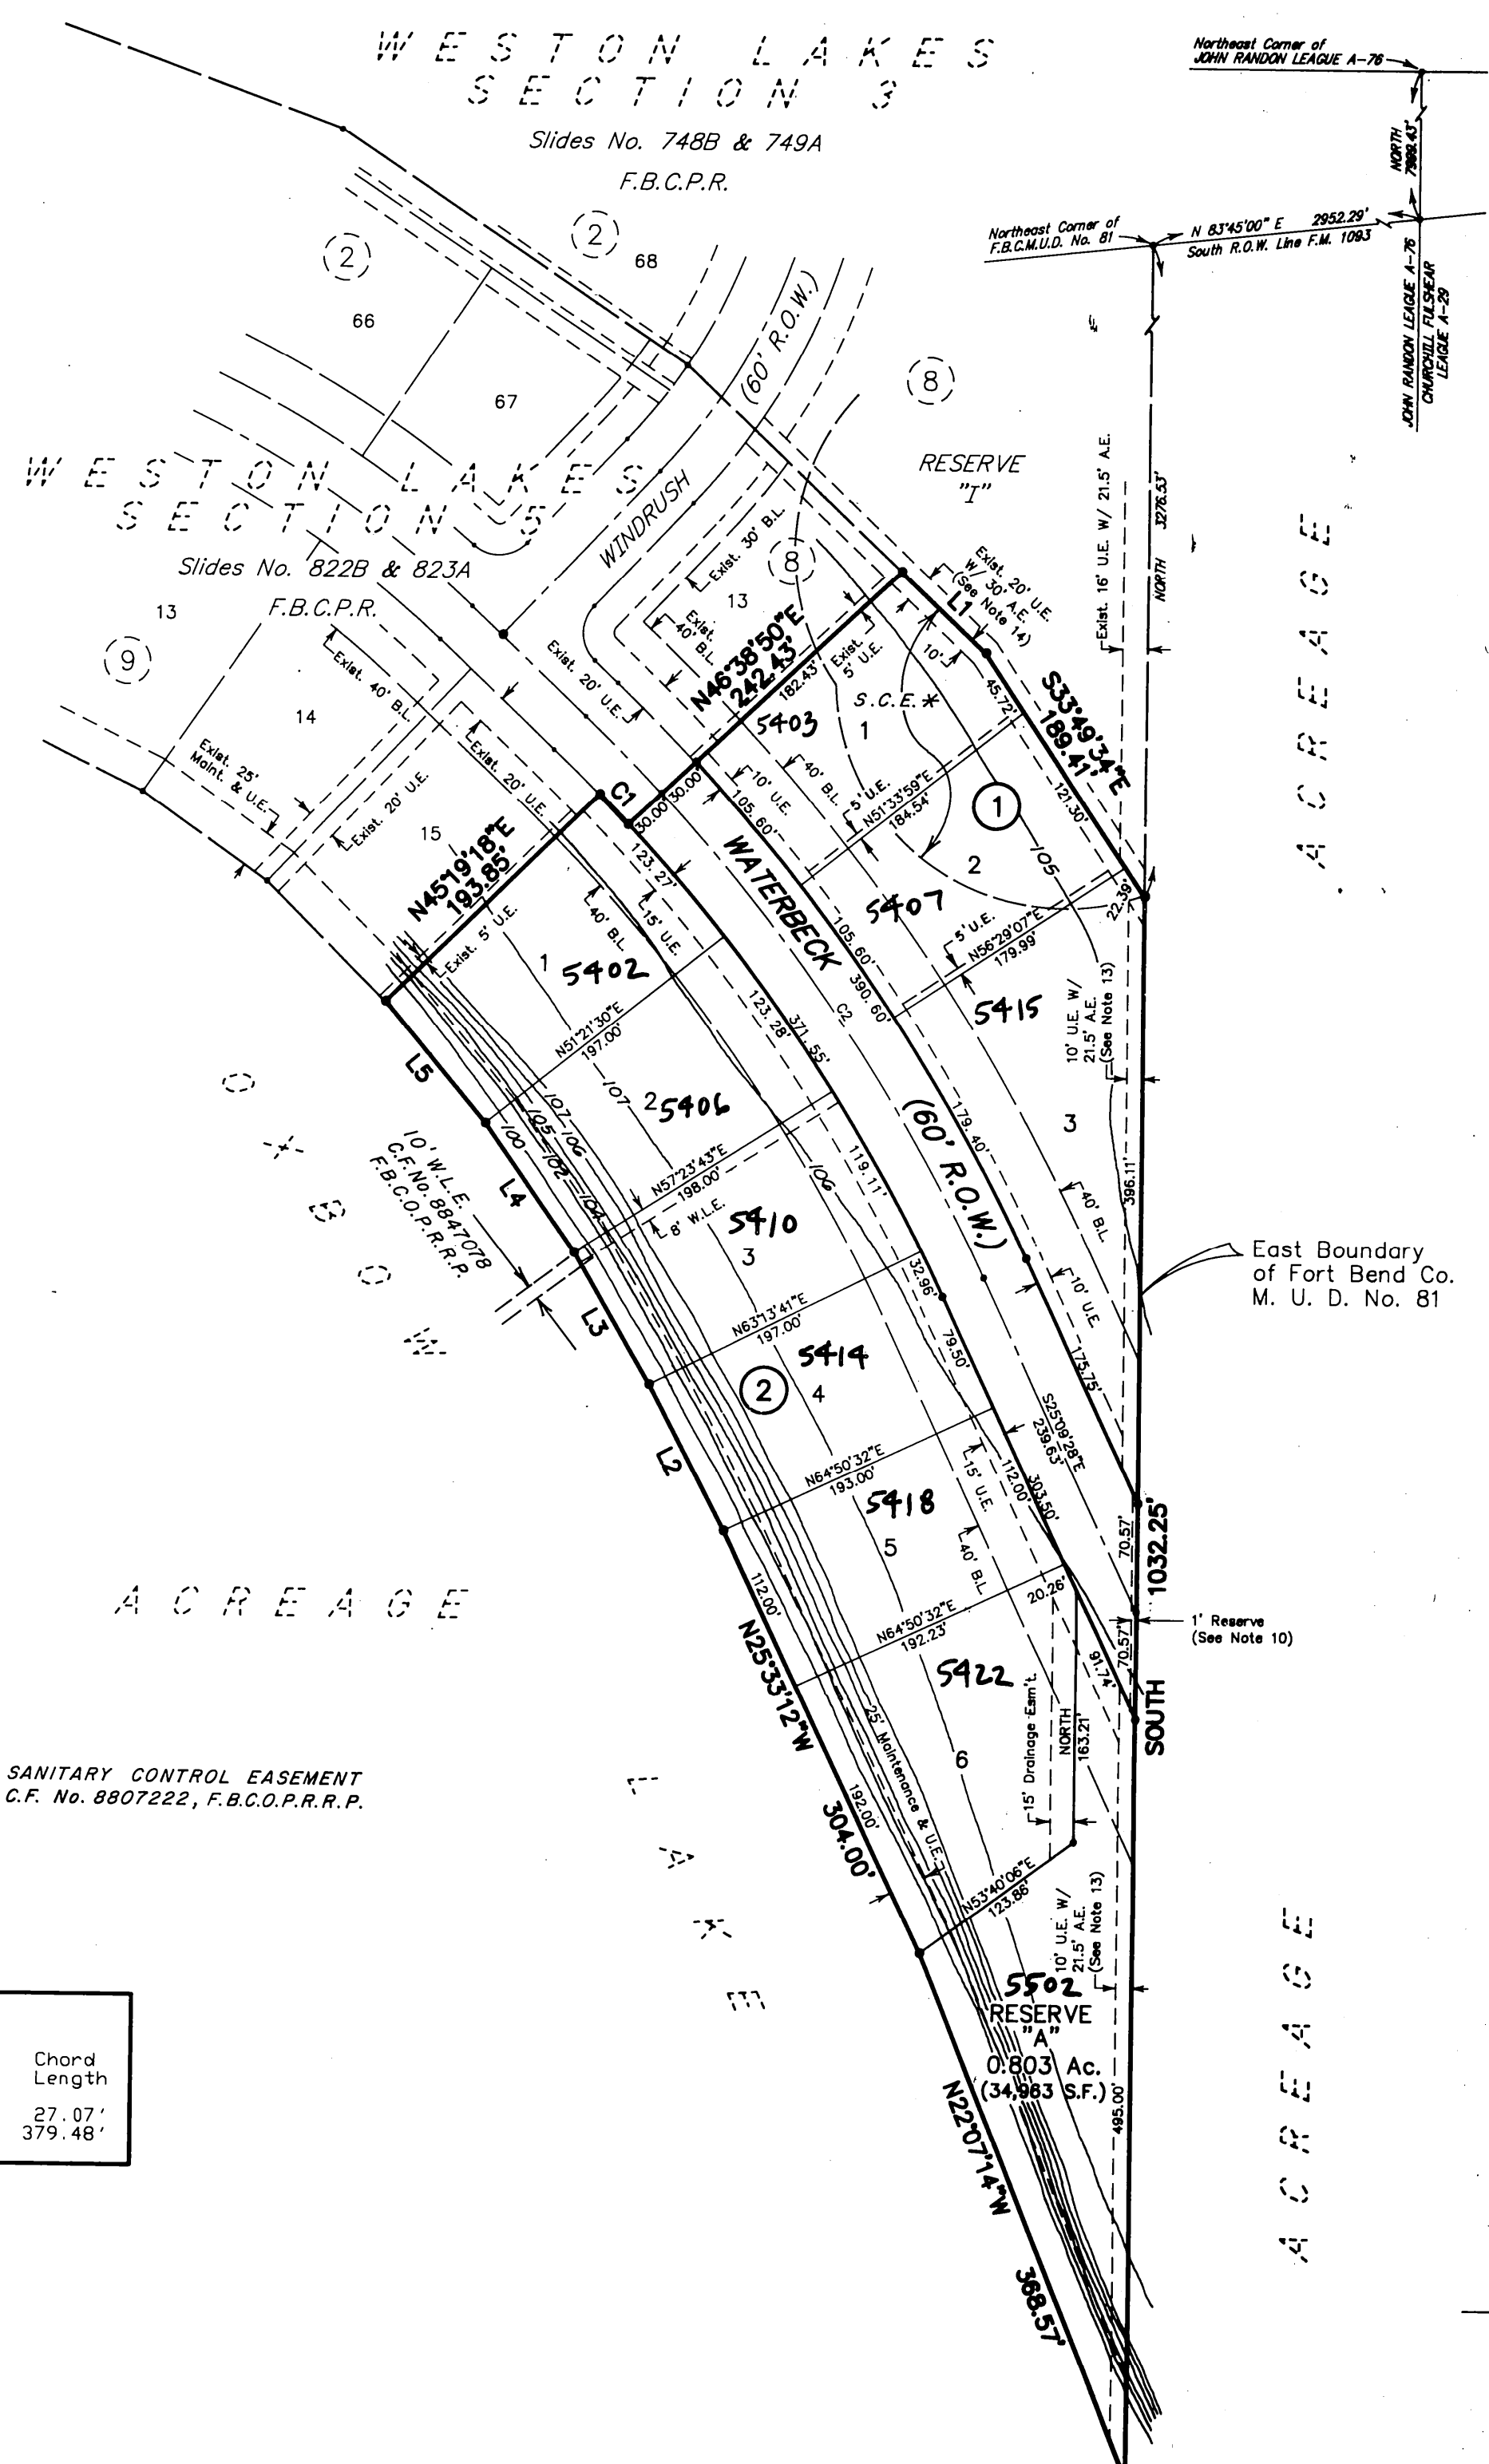 WESTON LAKES
SECTION 3
Slides No. 748B & 749A
F.B.C.P.R.
Northeast Corner of
JOHN RANDON LEAGUE A-76
NORTH
Northeast Corner of
F.B.C.M.U.D. No. 81
N 83°45'00" E 2952.29'
South R.O.W. Line F.M. 1093
JOHN RANDON LEAGUE A-76
CHURCHILL FULSHEAR
LEAGUE A-29
2
2
68
66
67
(60' R.O.W.)
8
RESERVE
"I"
Exist. 16' U.E. W/ 21.5' A.E.
NORTH 3276.53'
ACREAGE
WESTON LAKES
SECTION 5
Slides No. 822B & 823A
F.B.C.P.R.
WINDRUSH
Exist. 30' B.L.
8
13
Exist.
40' B.L.
Exist. 20' U.E.
Exist. 20' U.E.
W/ 30' A.E.
(See Note 14)
L1
10'
13
9
14
Exist. 40' B.L.
Exist. 25'
Maint. & U.E.
Exist. 20' U.E.
Exist. 20' U.E.
15
N46°38'50"E
242.43'
182.43'
Exist.
5' U.E.
S.C.E.*
5403
1
45.72'
S33°49'34"E
189.41'
121.30'
C1
30.00'
30.00'
10' U.E.
40' B.L.
5' U.E.
N51°33'59"E
184.54'
1
2
105
5407
105.60'
WATERBECK
N45°19'18"E
193.85'
Exist. 5' U.E.
123.27'
15' U.E.
40' B.L.
1
5402
105.60'
390.60'
5' U.E.
N56°29'07"E
179.99'
22.39'
5415
10' U.E. W/
21.5' A.E.
(See Note 13)
3
L5
N51°21'30"E
197.00'
123.28'
371.55'
C2
107
2
5406
107
106
105
102
104
100
106
(60' R.O.W.)
179.40'
40' B.L.
396.11'
OXBOW
10' W.L.E.
C.F. No. 8847078
F.B.C.O.P.R.R.P.
L4
N57°23'43"E
198.00'
8' W.L.E.
119.11'
5410
3
East Boundary
of Fort Bend Co.
M. U. D. No. 81
L3
N63°13'41"E
197.00'
32.96'
79.50'
10' U.E.
175.75'
5414
2
4
L2
N64°50'32"E
193.00'
S25°09'28"E
239.63'
5418
5
15' U.E.
40' B.L.
112.00'
303.50'
70.57'
1032.25'
ACREAGE
112.00'
N64°50'32"E
192.23'
20.26'
91.74'
70.57'
1' Reserve
(See Note 10)
N25°33'12"W
304.00'
5422
6
25' Maintenance & U.E.
15' Drainage Esm't.
NORTH
163.21'
SOUTH
SANITARY CONTROL EASEMENT
C.F. No. 8807222, F.B.C.O.P.R.R.P.
192.00'
N53°40'06"E
123.86'
LAKE
10' U.E. W/
21.5' A.E.
(See Note 13)
ACREAGE
5502
RESERVE
"A"
0.803 Ac.
(34,963 S.F.)
495.00'
N22°07'14"W
368.57'
Chord
Length
27.07'
379.48'